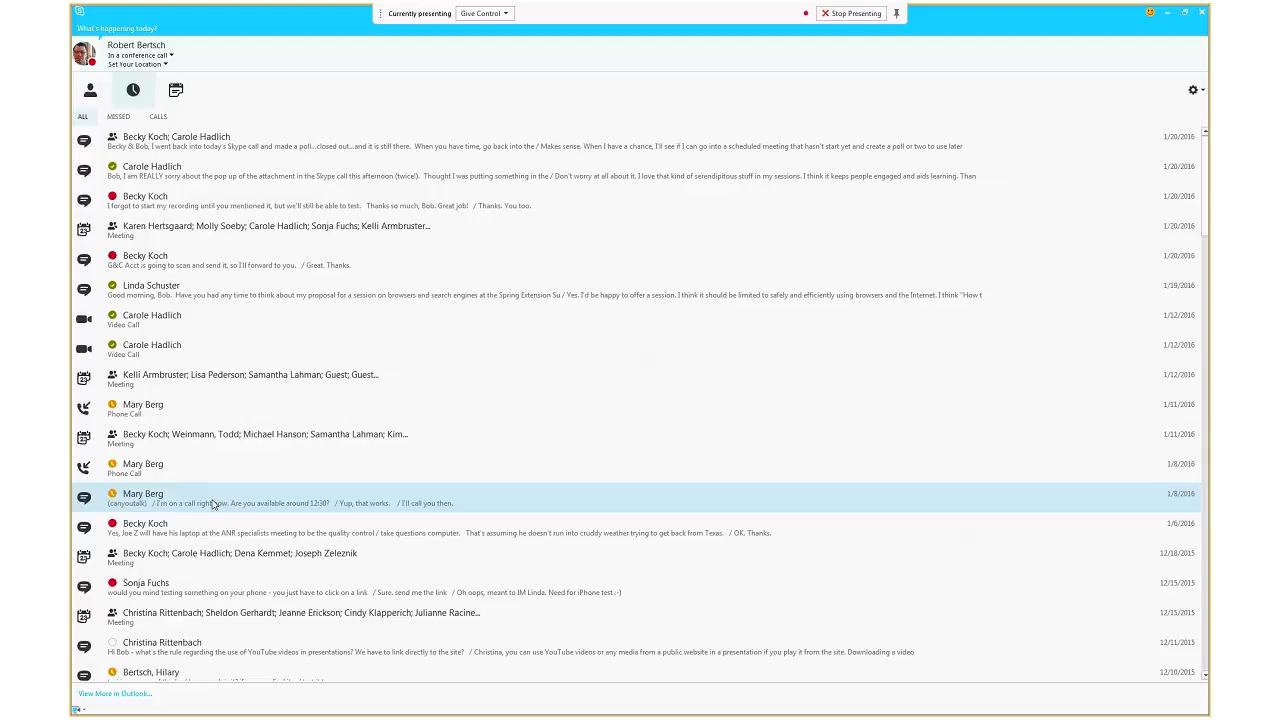 Currently presenting Give Control Stop Presenting
What's happening today?
Robert Bertsch
In a conference call
Set Your Location
ALL MISSED CALLS
Becky Koch; Carole Hadlich 1/20/2016
Becky & Bob, I went back into today's Skype call and made a poll...closed out...and it is still there. When you have time, go back into the / Makes sense. When I have a chance, I'll see if I can go into a scheduled meeting that hasn't start yet and create a poll or two to use later
Carole Hadlich 1/20/2016
Bob, I am REALLY sorry about the pop up of the attachment in the Skype call this afternoon (twice!). Thought I was putting something in the / Don't worry at all about it. I love that kind of serendipitous stuff in my sessions. I think it keeps people engaged and aids learning. Than
Becky Koch 1/20/2016
I forgot to start my recording until you mentioned it, but we'll still be able to test. Thanks so much, Bob. Great job! / Thanks. You too.
Karen Hertsgaard; Molly Soeby; Carole Hadlich; Sonja Fuchs; Kelli Armbruster... 1/20/2016
Meeting
Becky Koch 1/20/2016
G&C Acct is going to scan and send it, so I'll forward to you. / Great. Thanks.
Linda Schuster 1/19/2016
Good morning, Bob. Have you had any time to think about my proposal for a session on browsers and search engines at the Spring Extension Su / Yes. I'd be happy to offer a session. I think it should be limited to safely and efficiently using browsers and the Internet. I think "How t
Carole Hadlich 1/12/2016
Video Call
Carole Hadlich 1/12/2016
Video Call
Kelli Armbruster; Lisa Pederson; Samantha Lahman; Guest; Guest... 1/12/2016
Meeting
Mary Berg 1/11/2016
Phone Call
Becky Koch; Weinmann, Todd; Michael Hanson; Samantha Lahman; Kim... 1/11/2016
Meeting
Mary Berg 1/8/2016
Phone Call
Mary Berg 1/8/2016
(canyoutalk) / I'm on a call right now. Are you available around 12:30? / Yup, that works. / I'll call you then.
Becky Koch 1/6/2016
Yes, Joe Z will have his laptop at the ANR specialists meeting to be the quality control / take questions computer. That's assuming he doesn't run into cruddy weather trying to get back from Texas. / OK. Thanks.
Becky Koch; Carole Hadlich; Dena Kemmet; Joseph Zeleznik 12/18/2015
Meeting
Sonja Fuchs 12/15/2015
would you mind testing something on your phone - you just have to click on a link / Sure. send me the link / Oh oops, meant to IM Linda. Need for iPhone test :-)
Christina Rittenbach; Sheldon Gerhardt; Jeanne Erickson; Cindy Klapperich; Julianne Racine... 12/15/2015
Meeting
Christina Rittenbach 12/11/2015
Hi Bob - what's the rule regarding the use of YouTube videos in presentations? We have to link directly to the site? / Christina, you can use YouTube videos or any media from a public website in a presentation if you play it from the site. Downloading a video
Bertsch, Hilary 12/10/2015
View More in Outlook...